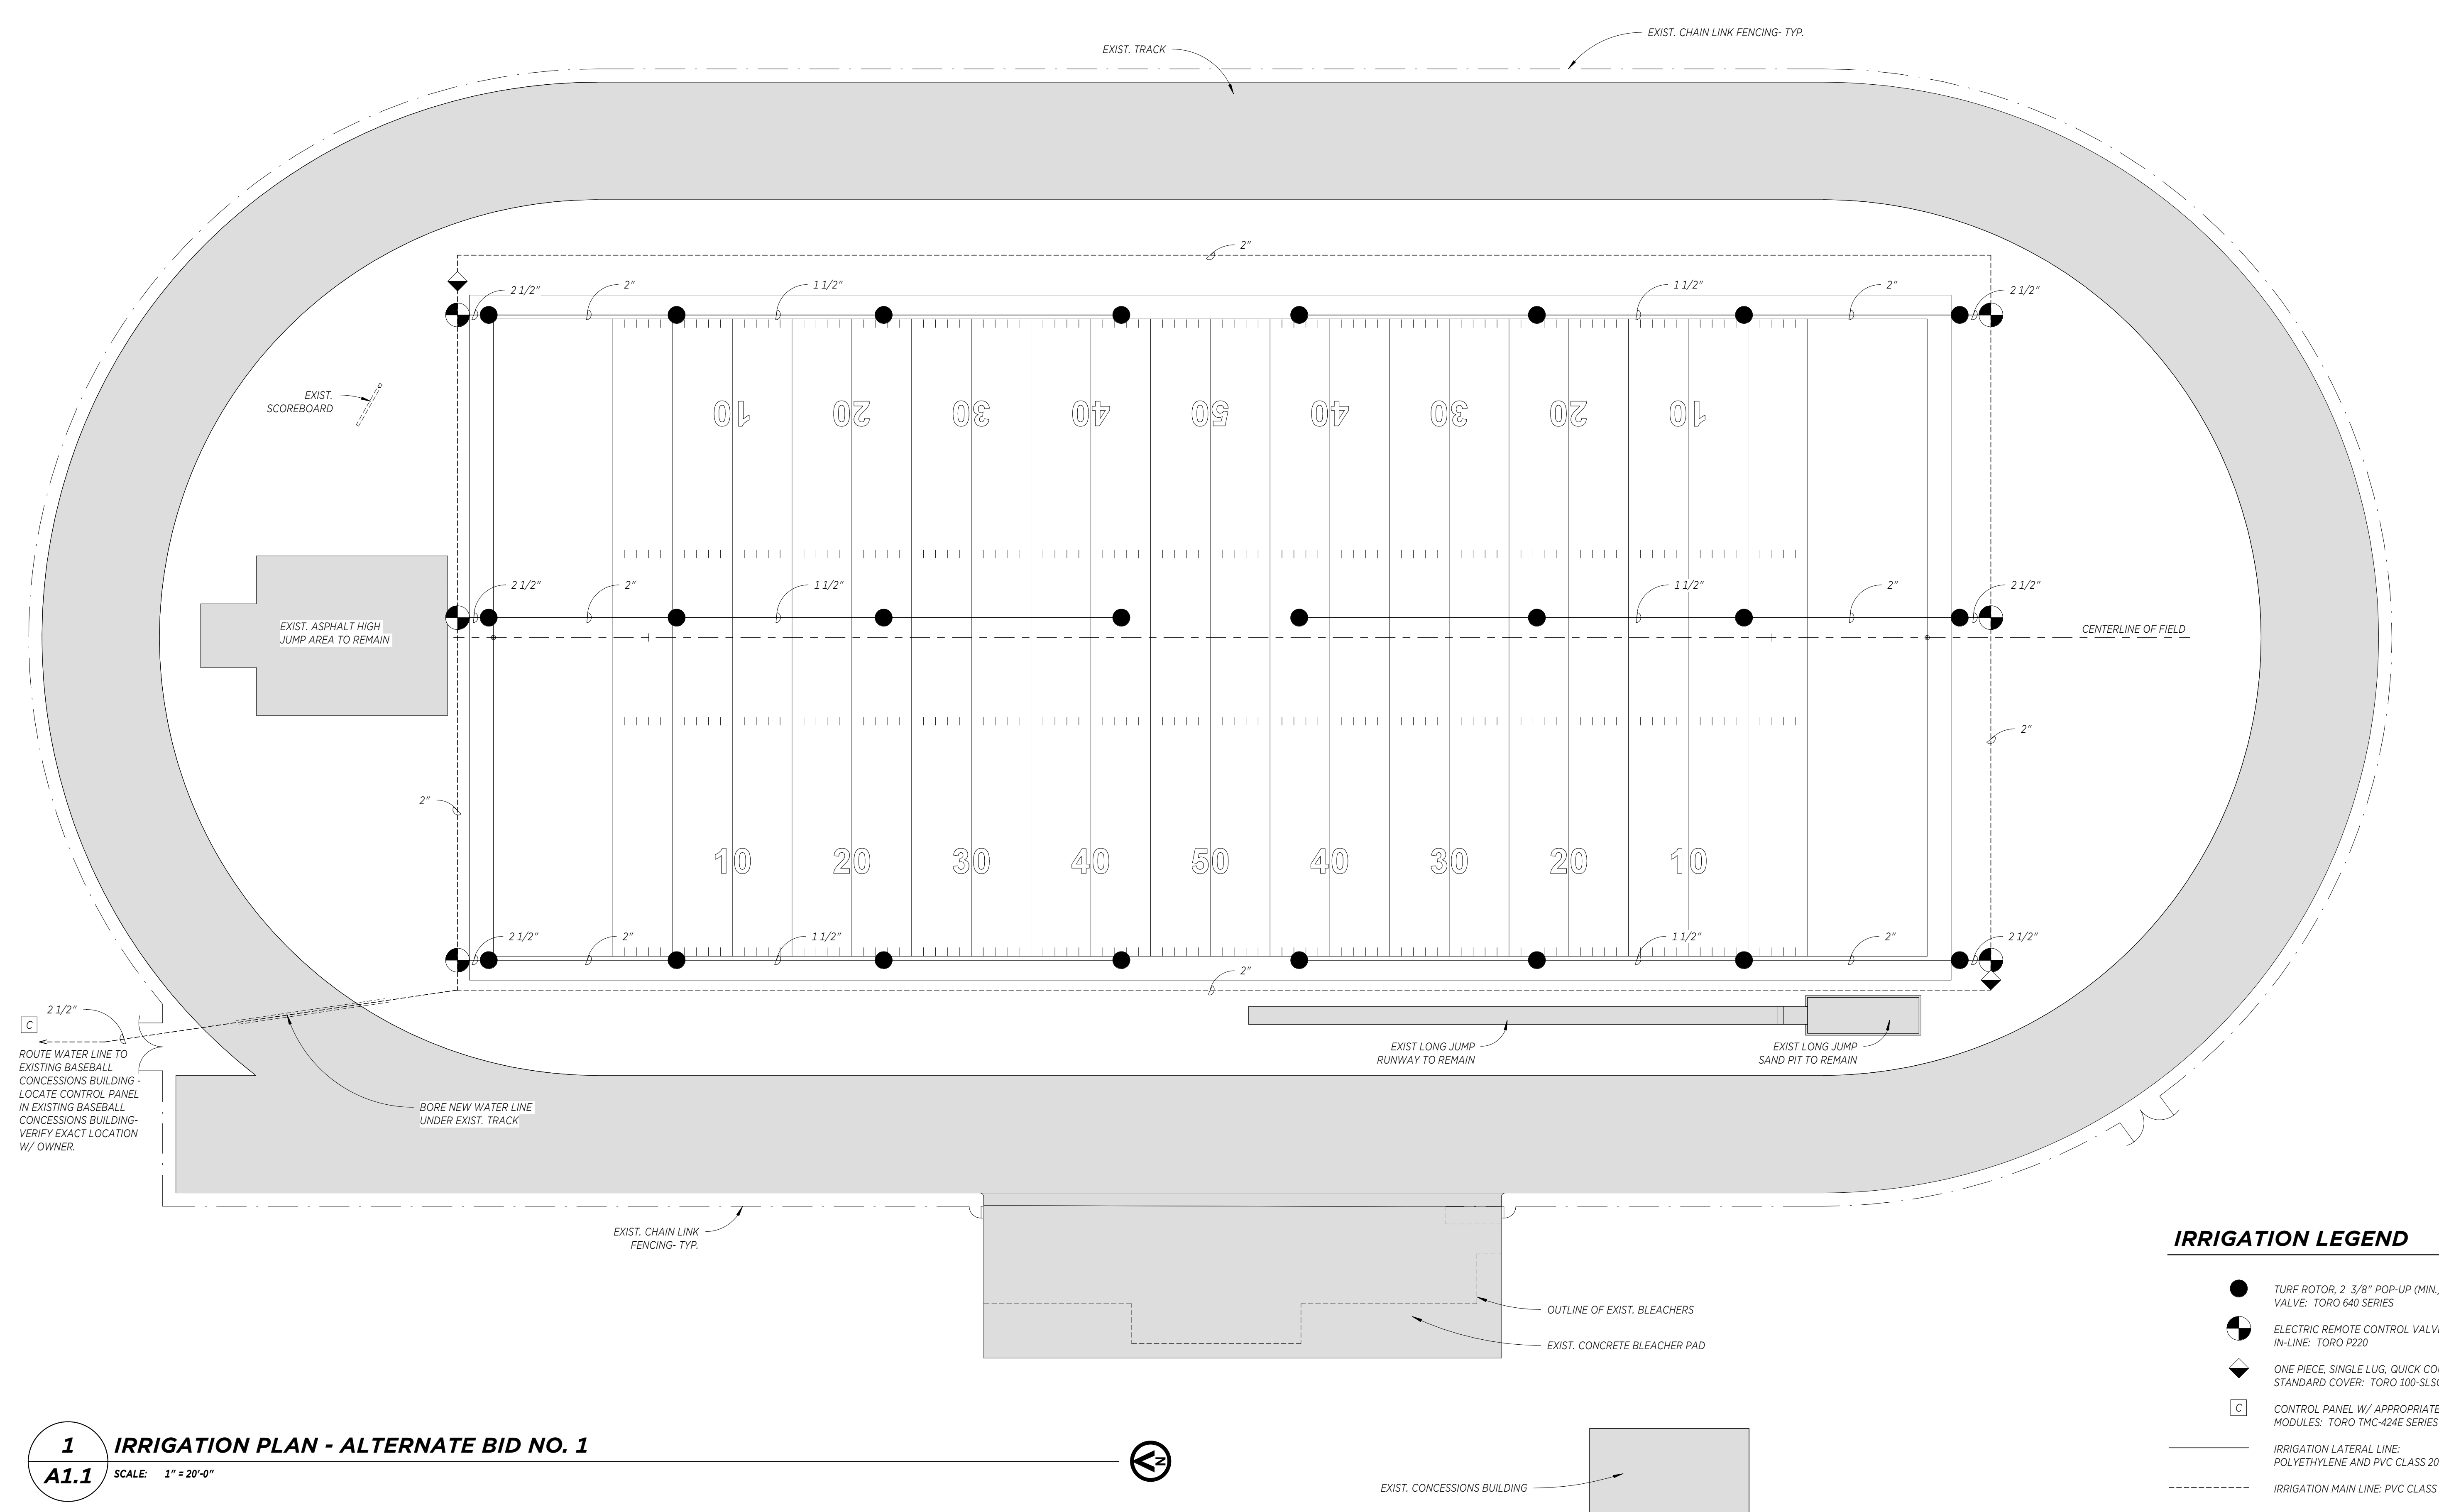 EXIST. CHAIN LINK FENCING- TYP.
EXIST. TRACK
2"
2 1/2"
2"
1 1/2"
1 1/2"
2"
2 1/2"
EXIST.
SCOREBOARD
10
20
30
40
50
40
30
20
10
2 1/2"
2"
1 1/2"
1 1/2"
2"
2 1/2"
EXIST. ASPHALT HIGH
JUMP AREA TO REMAIN
CENTERLINE OF FIELD
2"
2"
10
20
30
40
50
40
30
20
10
2 1/2"
2"
1 1/2"
1 1/2"
2"
2 1/2"
2"
2 1/2"
C
ROUTE WATER LINE TO
EXISTING BASEBALL
CONCESSIONS BUILDING -
LOCATE CONTROL PANEL
IN EXISTING BASEBALL
CONCESSIONS BUILDING-
VERIFY EXACT LOCATION
W/ OWNER.
EXIST LONG JUMP
RUNWAY TO REMAIN
EXIST LONG JUMP
SAND PIT TO REMAIN
BORE NEW WATER LINE
UNDER EXIST. TRACK
EXIST. CHAIN LINK
FENCING- TYP.
OUTLINE OF EXIST. BLEACHERS
EXIST. CONCRETE BLEACHER PAD
IRRIGATION LEGEND
TURF ROTOR, 2 3/8" POP-UP (MIN.)
VALVE: TORO 640 SERIES
ELECTRIC REMOTE CONTROL
IN-LINE: TORO P220
ONE PIECE, SINGLE LUG, QUICK
STANDARD COVER: TORO
C
CONTROL PANEL W/ APPROPRIATE
MODULES: TORO TMC-424E SERIES
IRRIGATION LATERAL LINE:
POLYETHYLENE AND PVC CLASS
IRRIGATION MAIN LINE: PVC CLASS
1
A1.1
IRRIGATION PLAN - ALTERNATE BID NO. 1
SCALE: 1" = 20'-0"
N
EXIST. CONCESSIONS BUILDING